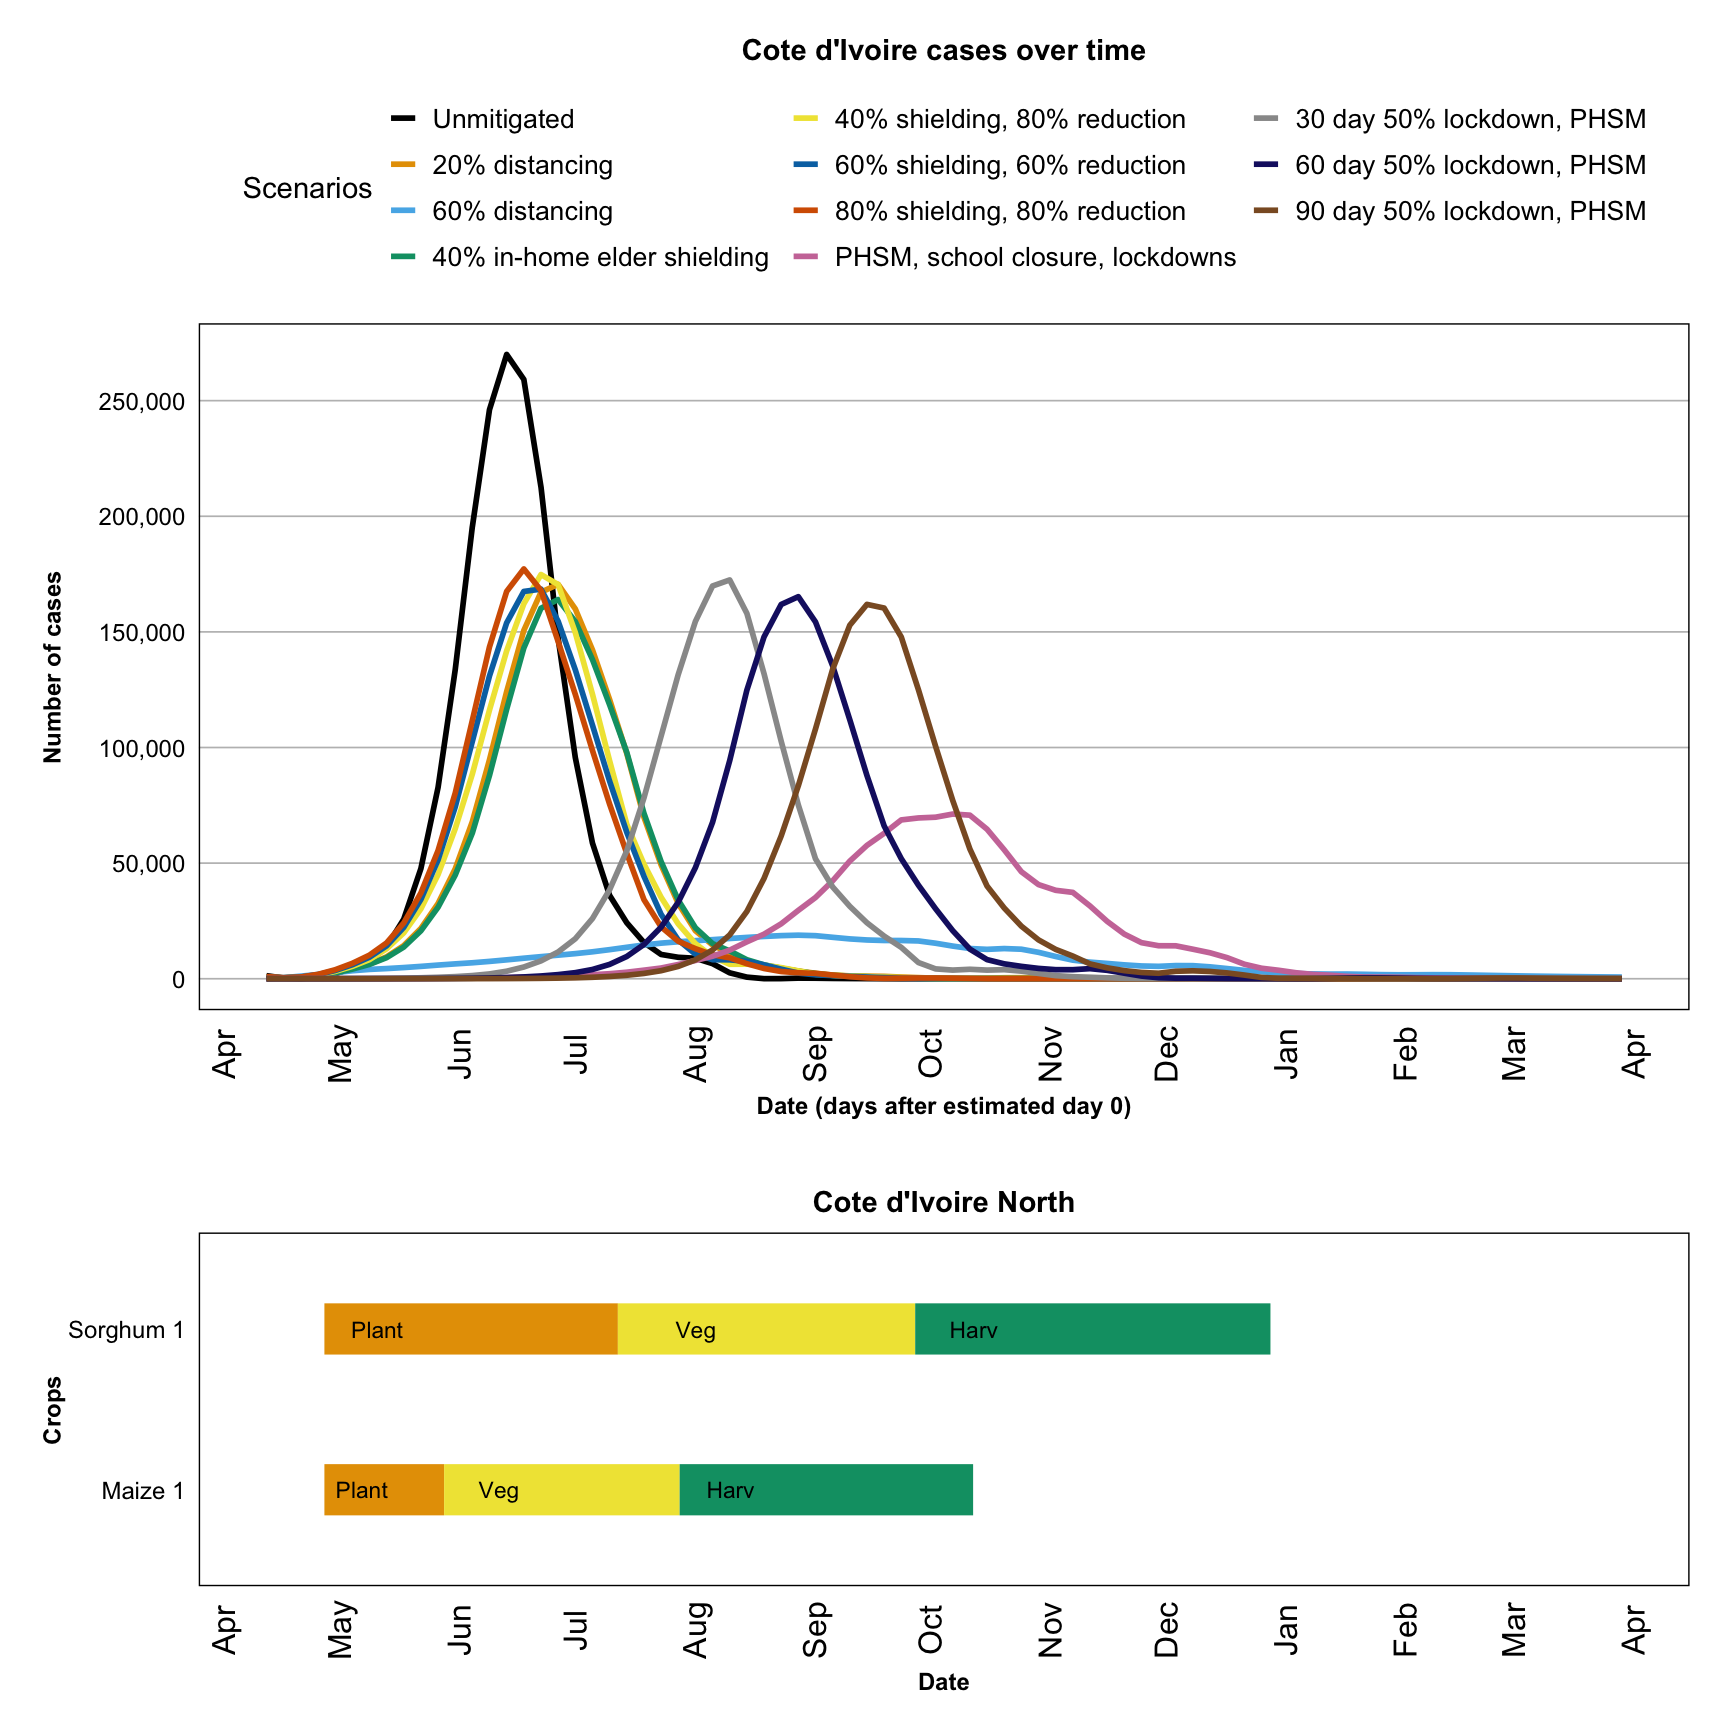 Cote d'Ivoire cases over time
Scenarios
Unmitigated
20% distancing
60% distancing
40% in-home elder shielding
40% shielding, 80% reduction
60% shielding, 60% reduction
80% shielding, 80% reduction
PHSM, school closure, lockdowns
30 day 50% lockdown, PHSM
60 day 50% lockdown, PHSM
90 day 50% lockdown, PHSM
Number of cases
250,000
200,000
150,000
100,000
50,000
0
Apr May Jun Jul Aug Sep Oct Nov Dec Jan Feb Mar Apr
Date (days after estimated day 0)
Cote d'Ivoire North
Crops
Sorghum 1 Plant Veg Harv
Maize 1 Plant Veg Harv
Apr May Jun Jul Aug Sep Oct Nov Dec Jan Feb Mar Apr
Date